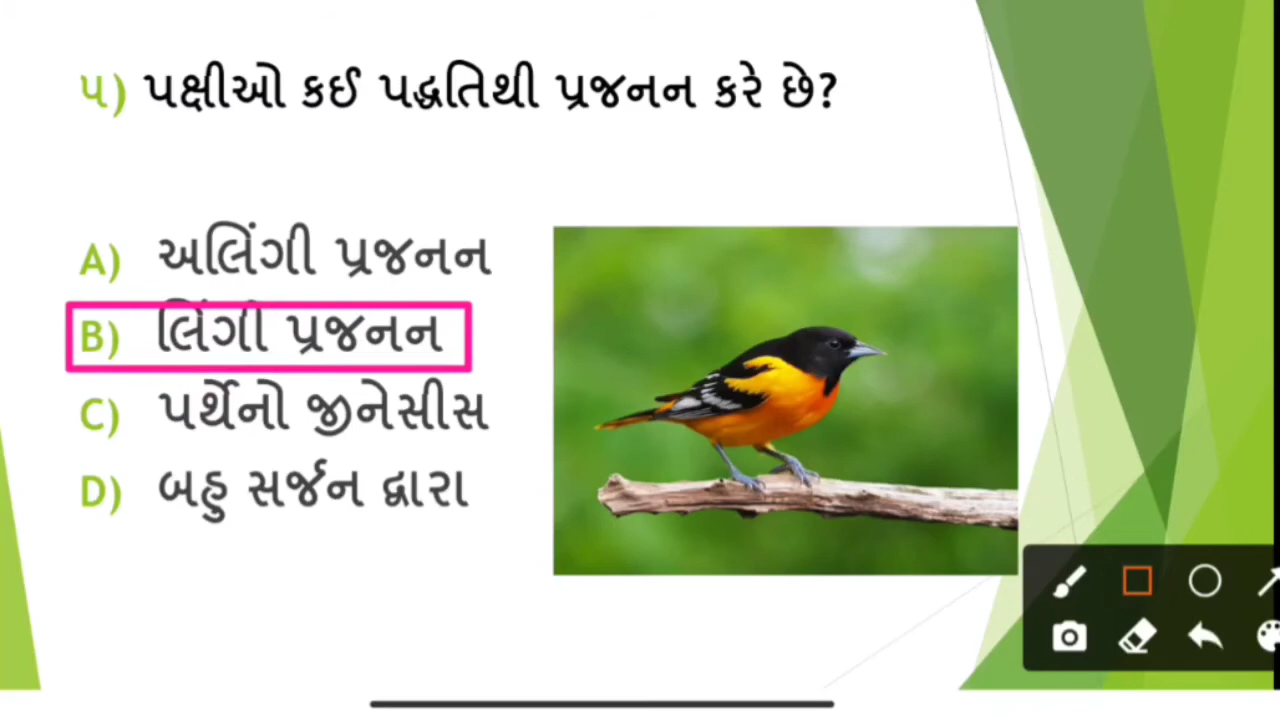 ૫) પક્ષીઓ કઈ પદ્ધતિથી પ્રજનન કરે છે?
A) અલિંગી પ્રજનન
B) લિંગી પ્રજનન
C) પર્થેનો જીનેસીસ
D) બહુ સર્જન દ્વારા